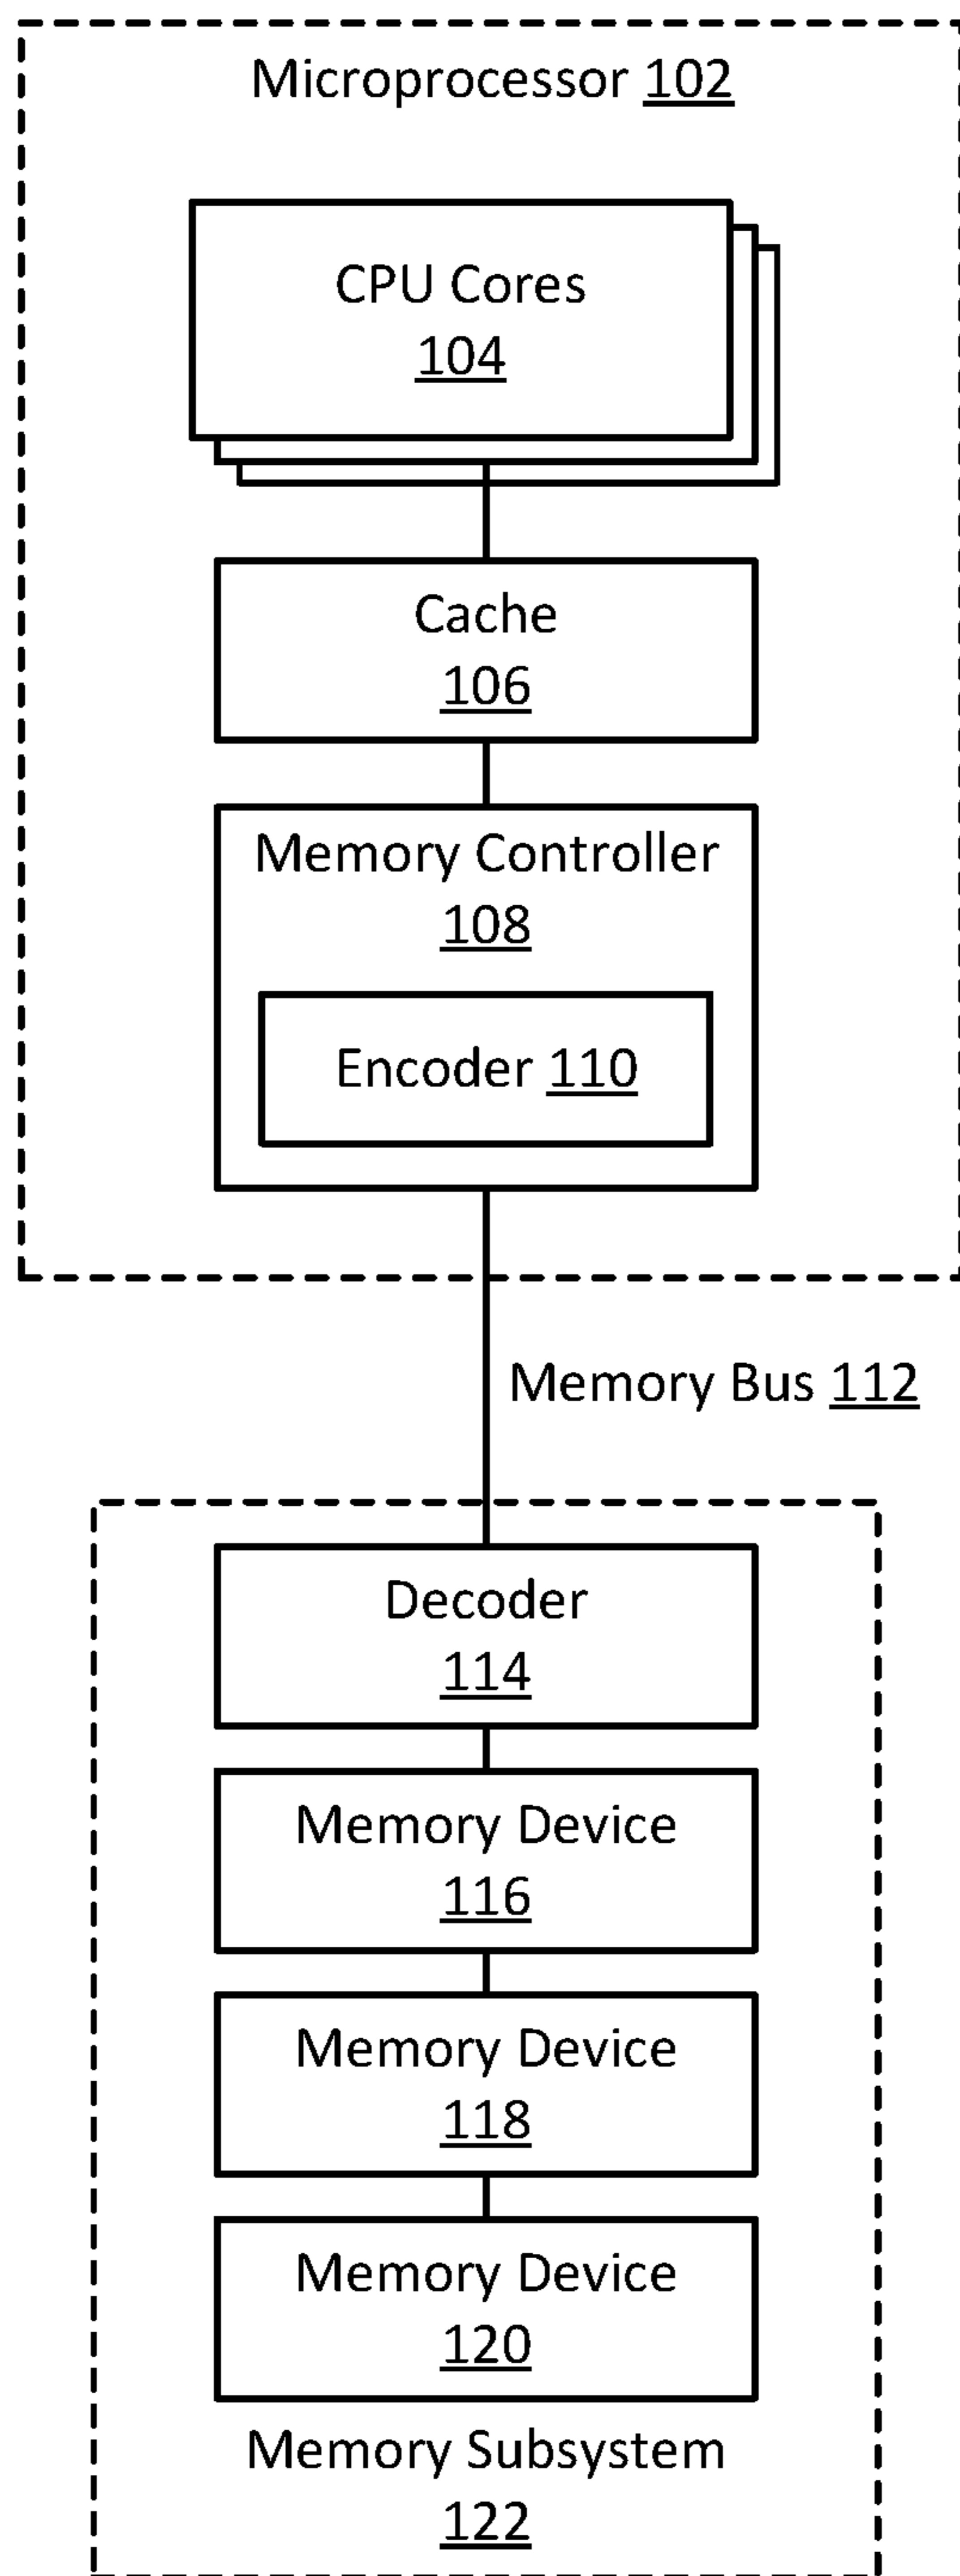 Microprocessor 102
CPU Cores
104
Cache
106
Memory Controller
108
Encoder 110
Memory Bus 112
Decoder
114
Memory Device
116
Memory Device
118
Memory Device
120
Memory Subsystem
122